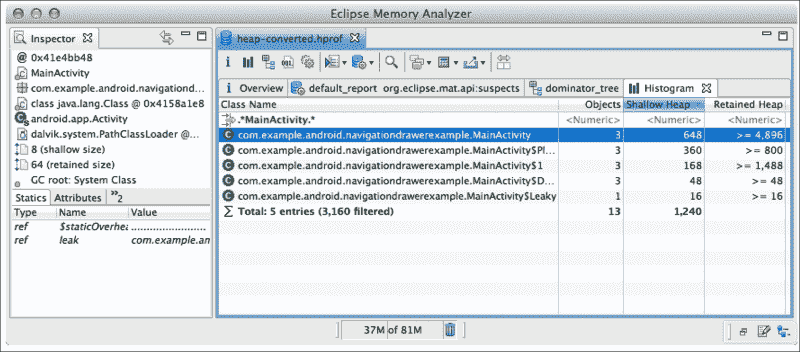 Eclipse Memory Analyzer
Inspector
@ 0x41e4bb48
MainActivity
com.example.android.navigationd...
class java.lang.Class @ 0x4158a1e8
android.app.Activity
dalvik.system.PathClassLoader @...
8 (shallow size)
64 (retained size)
GC root: System Class
Statics Attributes »2
Type Name Value
ref $staticOverhea ........................
ref leak com.example.an
heap-converted.hprof
i Overview default_report org.eclipse.mat.api:suspects dominator_tree Histogram
Class Name Objects Shallow Heap Retained Heap
.*MainActivity.* <Numeric> <Numeric> <Numeric>
com.example.android.navigationdrawerexample.MainActivity 3 648 >= 4,896
com.example.android.navigationdrawerexample.MainActivity$Pl... 3 360 >= 800
com.example.android.navigationdrawerexample.MainActivity$1 3 168 >= 1,488
com.example.android.navigationdrawerexample.MainActivity$D... 3 48 >= 48
com.example.android.navigationdrawerexample.MainActivity$Leaky 1 16 >= 16
Σ Total: 5 entries (3,160 filtered) 13 1,240
37M of 81M